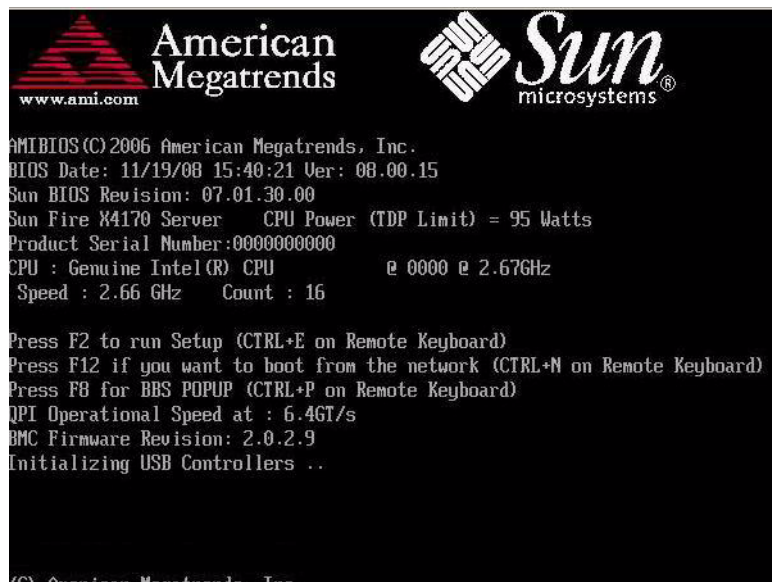 American
Megatrends
www.ami.com
Sun®
microsystems
AMIBIOS(C)2006 American Megatrends, Inc.
BIOS Date: 11/19/08 15:40:21 Ver: 08.00.15
Sun BIOS Revision: 07.01.30.00
Sun Fire X4170 Server    CPU Power (TDP Limit) = 95 Watts
Product Serial Number:0000000000
CPU : Genuine Intel(R) CPU             @ 0000 @ 2.67GHz
 Speed : 2.66 GHz    Count : 16
Press F2 to run Setup (CTRL+E on Remote Keyboard)
Press F12 if you want to boot from the network (CTRL+N on Remote Keyboard)
Press F8 for BBS POPUP (CTRL+P on Remote Keyboard)
QPI Operational Speed at : 6.4GT/s
BMC Firmware Revision: 2.0.2.9
Initializing USB Controllers ..
(C) American Megatrends, Inc.